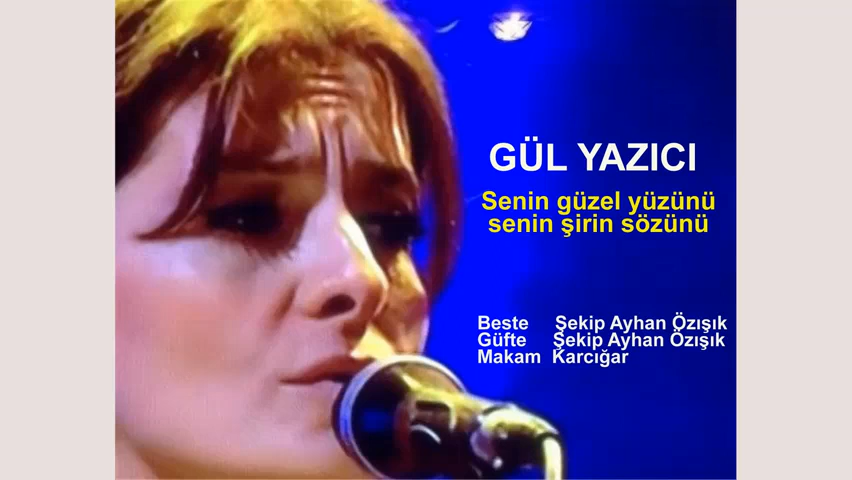 GÜL YAZICI
Senin güzel yüzünü
senin şirin sözünü
Beste Şekip Ayhan Özışık
Güfte Şekip Ayhan Özışık
Makam Karcığar